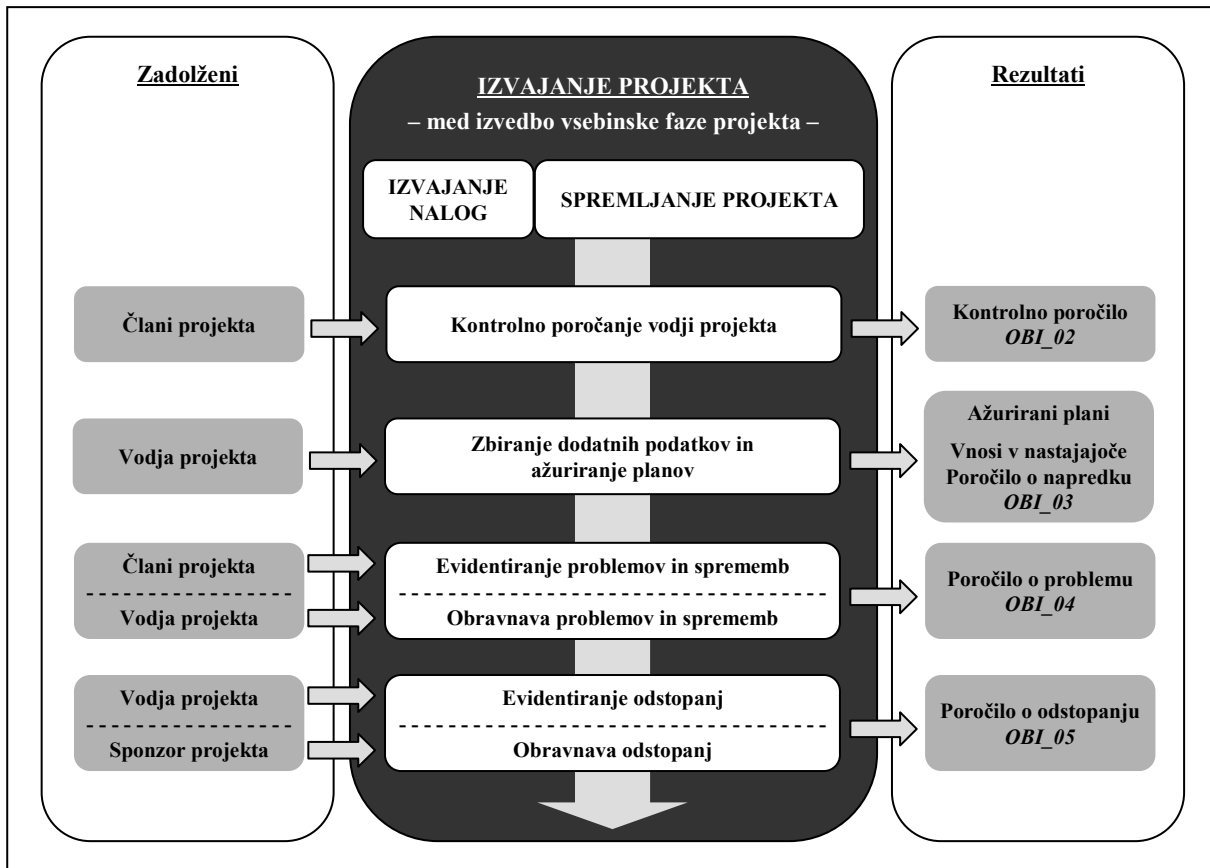 Zadolženi
IZVAJANJE PROJEKTA
– med izvedbo vsebinske faze projekta –
Rezultati
IZVAJANJE
NALOG
SPREMLJANJE PROJEKTA
Člani projekta
Kontrolno poročanje vodji projekta
Kontrolno poročilo
OBI_02
Vodja projekta
Zbiranje dodatnih podatkov in
ažuriranje planov
Ažurirani plani
Vnosi v nastajajoče
Poročilo o napredku
OBI_03
Člani projekta
Vodja projekta
Evidentiranje problemov in sprememb
Obravnava problemov in sprememb
Poročilo o problemu
OBI_04
Vodja projekta
Sponzor projekta
Evidentiranje odstopanj
Obravnava odstopanj
Poročilo o odstopanju
OBI_05